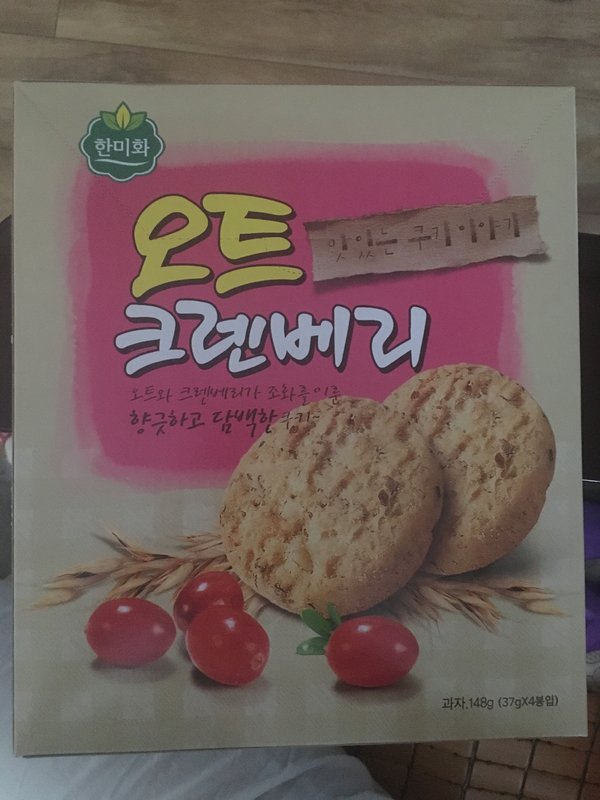 한미화
오트
맛있는 쿠키 이야기
크렌베리
오트와 크렌베리가 조화를 이룬
향긋하고 담백한 쿠키~
과자.148g (37gX4봉입)